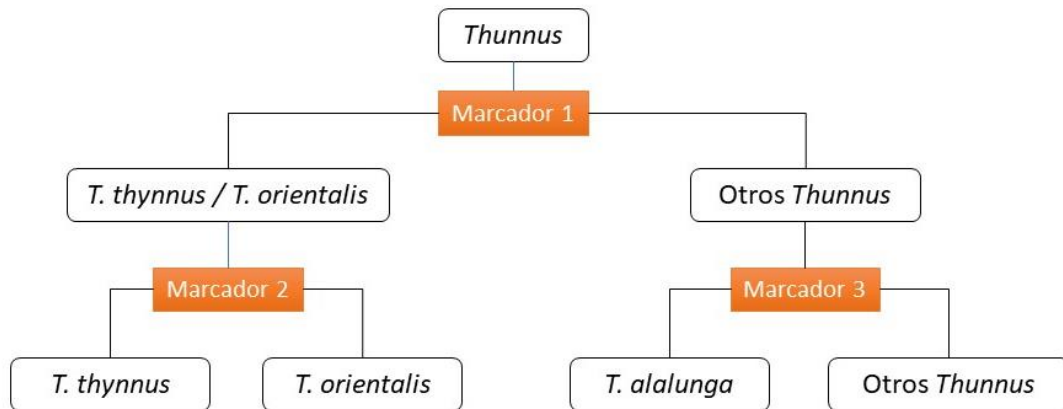 Thunnus
Marcador 1
T. thynnus / T. orientalis
Otros Thunnus
Marcador 2
Marcador 3
T. thynnus
T. orientalis
T. alalunga
Otros Thunnus